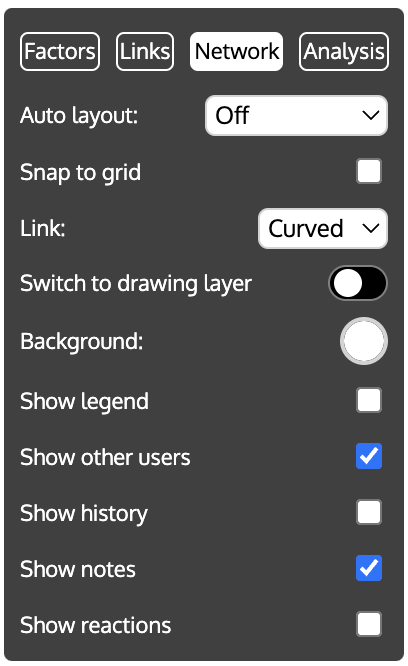 Factors Links Network Analysis
Auto layout: Off
Snap to grid
Link: Curved
Switch to drawing layer
Background:
Show legend
Show other users
Show history
Show notes
Show reactions